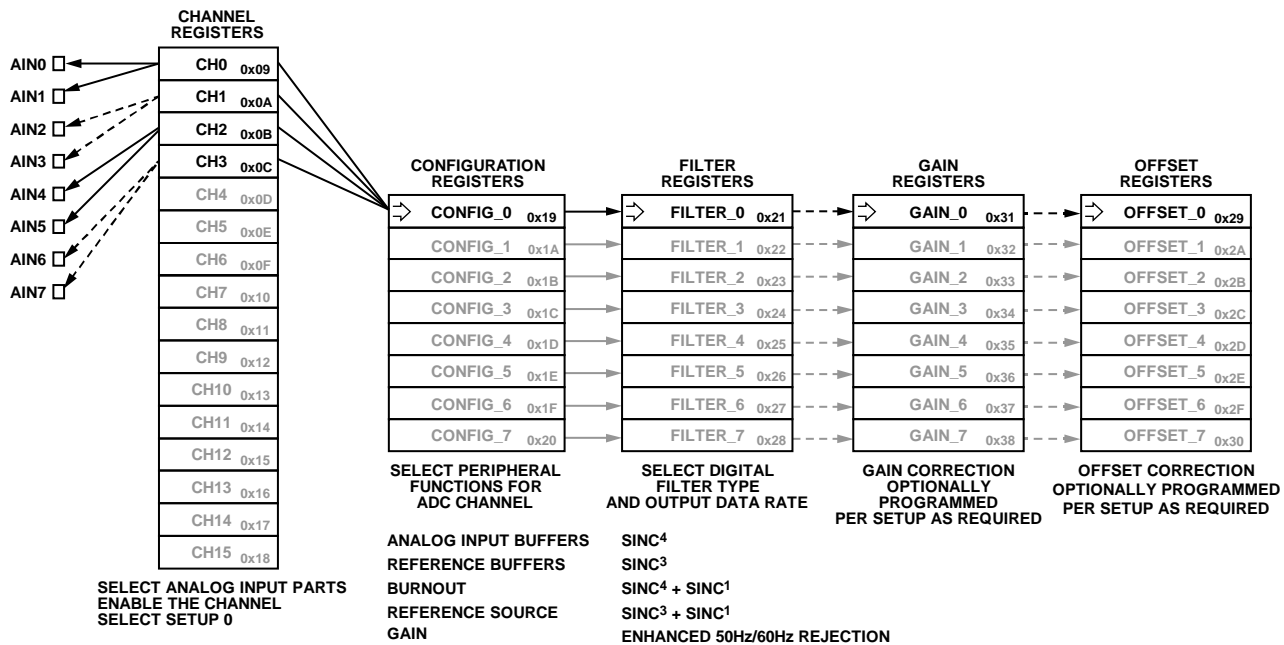 CHANNEL
REGISTERS
AIN0
AIN1
AIN2
AIN3
AIN4
AIN5
AIN6
AIN7
CH0 0x09
CH1 0x0A
CH2 0x0B
CH3 0x0C
CH4 0x0D
CH5 0x0E
CH6 0x0F
CH7 0x10
CH8 0x11
CH9 0x12
CH10 0x13
CH11 0x14
CH12 0x15
CH13 0x16
CH14 0x17
CH15 0x18
SELECT ANALOG INPUT PARTS
ENABLE THE CHANNEL
SELECT SETUP 0
CONFIGURATION
REGISTERS
CONFIG_0 0x19
CONFIG_1 0x1A
CONFIG_2 0x1B
CONFIG_3 0x1C
CONFIG_4 0x1D
CONFIG_5 0x1E
CONFIG_6 0x1F
CONFIG_7 0x20
SELECT PERIPHERAL
FUNCTIONS FOR
ADC CHANNEL
ANALOG INPUT BUFFERS
REFERENCE BUFFERS
BURNOUT
REFERENCE SOURCE
GAIN
FILTER
REGISTERS
FILTER_0 0x21
FILTER_1 0x22
FILTER_2 0x23
FILTER_3 0x24
FILTER_4 0x25
FILTER_5 0x26
FILTER_6 0x27
FILTER_7 0x28
SELECT DIGITAL
FILTER TYPE
AND OUTPUT DATA RATE
SINC4
SINC3
SINC4 + SINC1
SINC3 + SINC1
ENHANCED 50Hz/60Hz REJECTION
GAIN
REGISTERS
GAIN_0 0x31
GAIN_1 0x32
GAIN_2 0x33
GAIN_3 0x34
GAIN_4 0x35
GAIN_5 0x36
GAIN_6 0x37
GAIN_7 0x38
GAIN CORRECTION
OPTIONALLY
PROGRAMMED
PER SETUP AS REQUIRED
OFFSET
REGISTERS
OFFSET_0 0x29
OFFSET_1 0x2A
OFFSET_2 0x2B
OFFSET_3 0x2C
OFFSET_4 0x2D
OFFSET_5 0x2E
OFFSET_6 0x2F
OFFSET_7 0x30
OFFSET CORRECTION
OPTIONALLY PROGRAMMED
PER SETUP AS REQUIRED